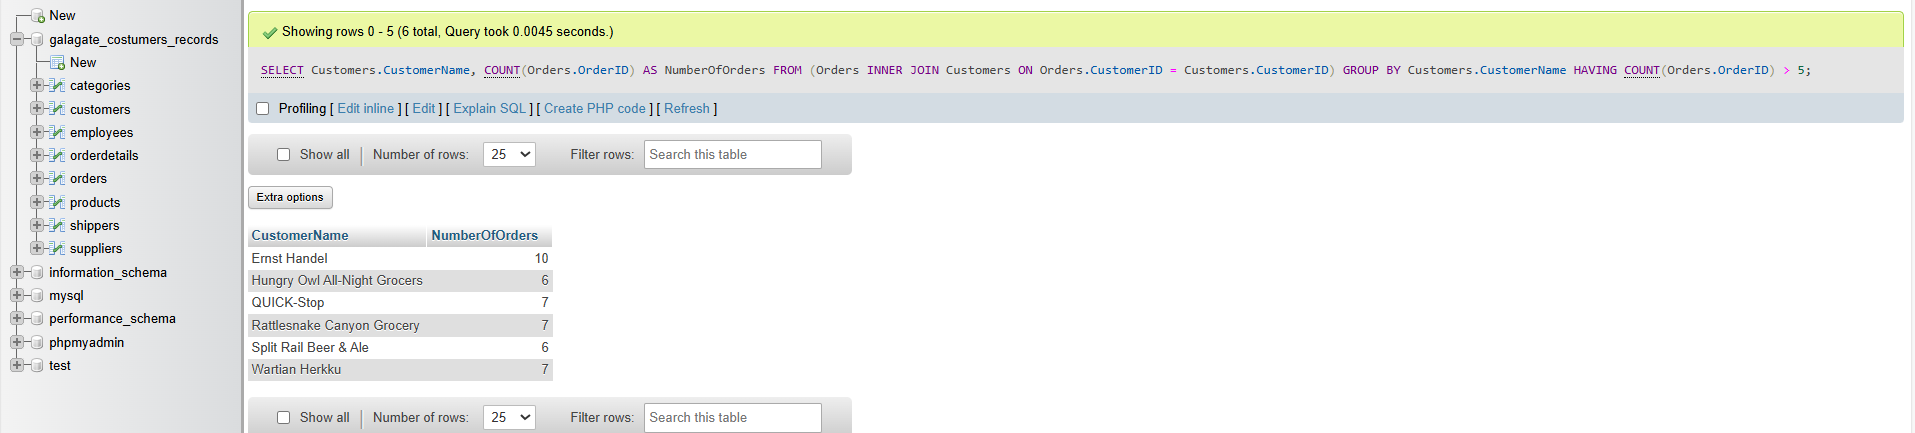 New
galagate_costumers_records
New
categories
customers
employees
orderdetails
orders
products
shippers
suppliers
information_schema
mysql
performance_schema
phpmyadmin
test
Showing rows 0 - 5 (6 total, Query took 0.0045 seconds.)
SELECT Customers.CustomerName, COUNT(Orders.OrderID) AS NumberOfOrders FROM (Orders INNER JOIN Customers ON Orders.CustomerID = Customers.CustomerID) GROUP BY Customers.CustomerName HAVING COUNT(Orders.OrderID) > 5;
Profiling [ Edit inline ] [ Edit ] [ Explain SQL ] [ Create PHP code ] [ Refresh ]
Show all Number of rows: 25 Filter rows: Search this table
Extra options
CustomerName NumberOfOrders
Ernst Handel 10
Hungry Owl All-Night Grocers 6
QUICK-Stop 7
Rattlesnake Canyon Grocery 7
Split Rail Beer & Ale 6
Wartian Herkku 7
Show all Number of rows: 25 Filter rows: Search this table